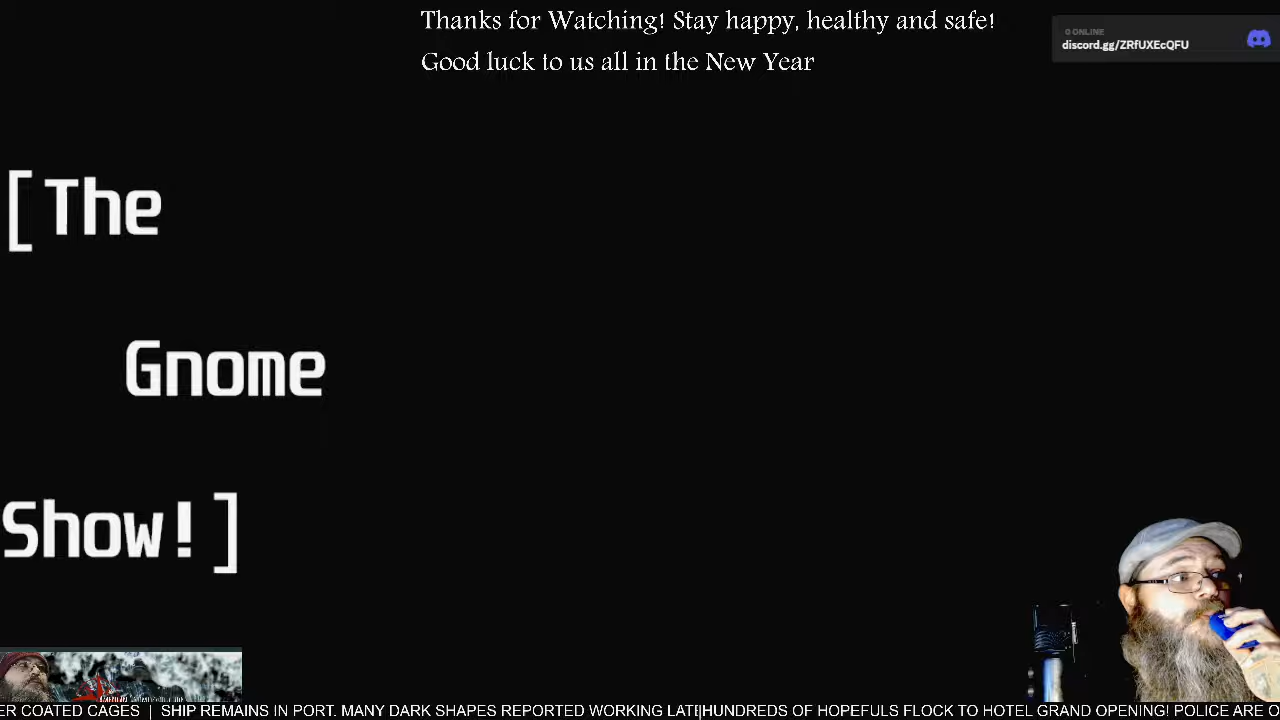 Thanks for Watching! Stay happy, healthy and safe!
Good luck to us all in the New Year
0 ONLINE
discord.gg/ZRfUXEcQFU
[The
Gnome
Show!]
ER COATED CAGES | SHIP REMAINS IN PORT. MANY DARK SHAPES REPORTED WORKING LATE|HUNDREDS OF HOPEFULS FLOCK TO HOTEL GRAND OPENING! POLICE ARE O